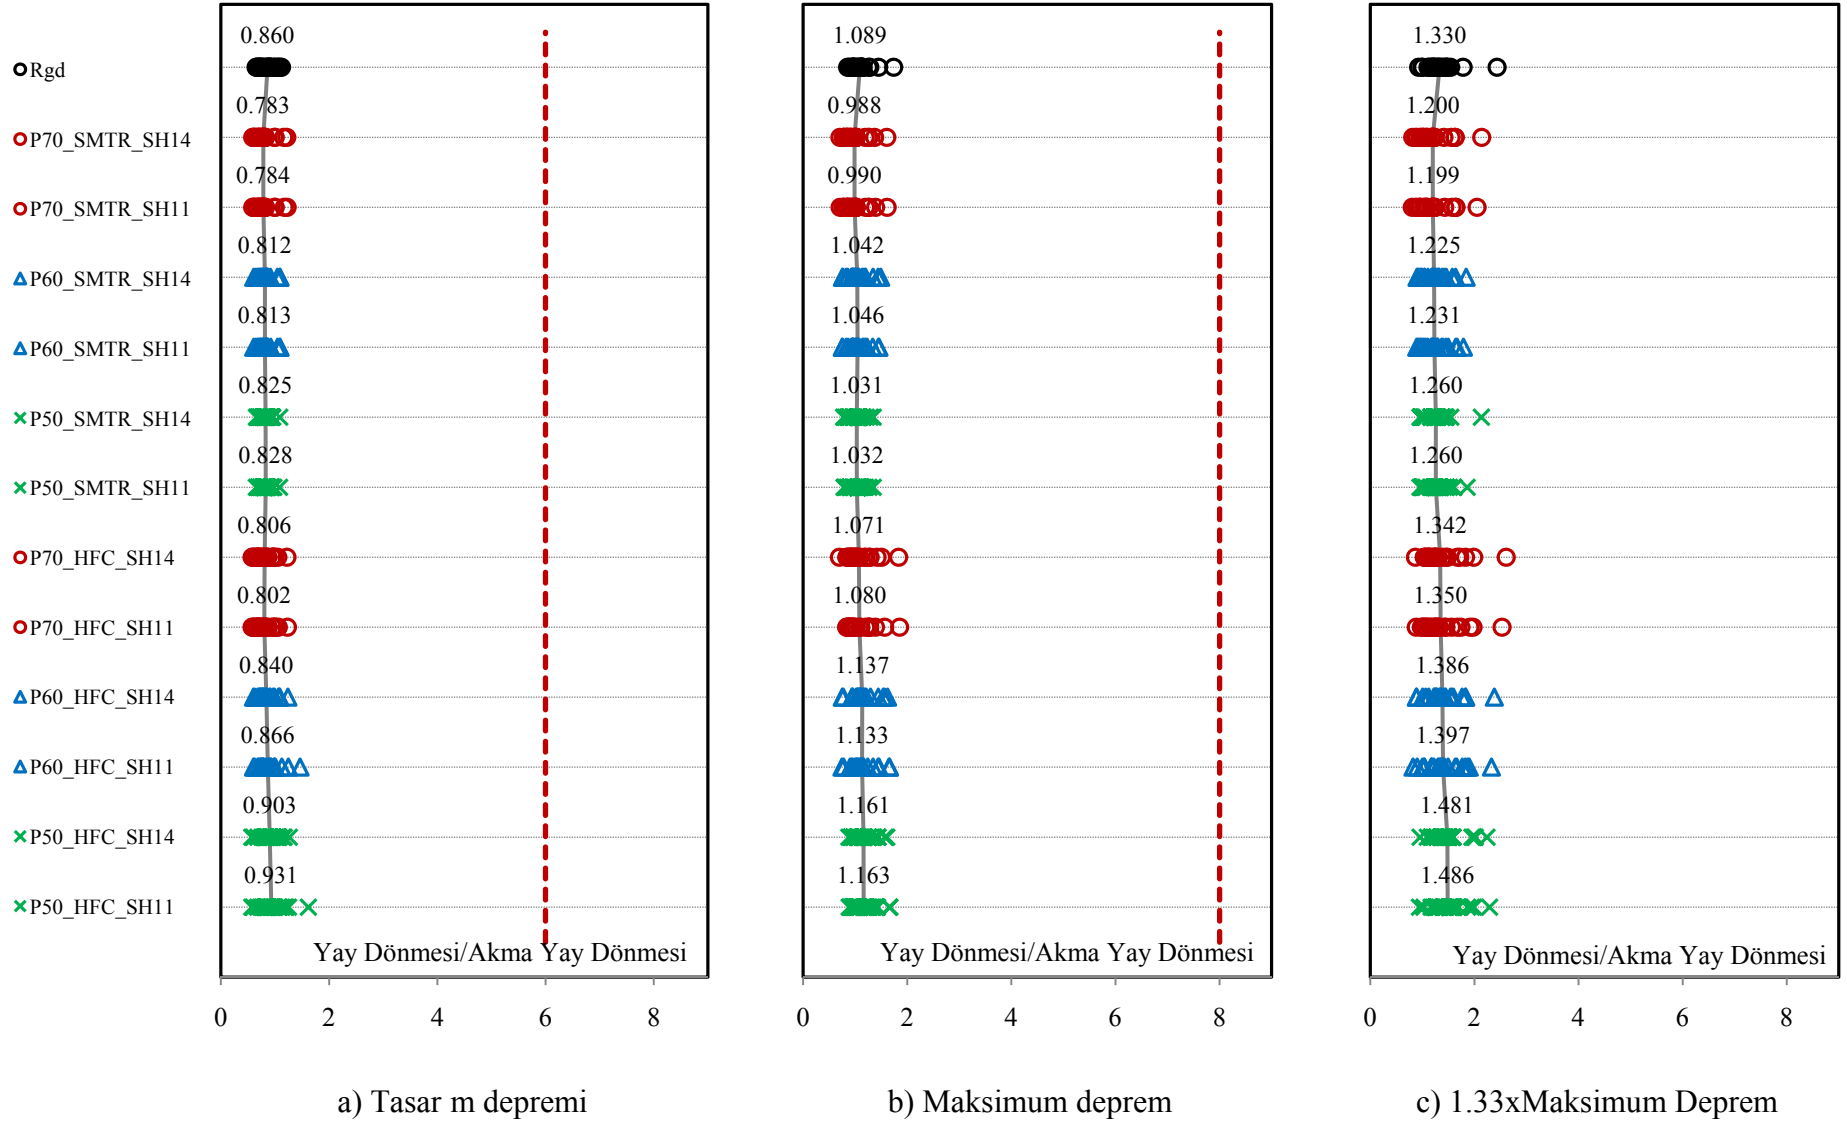 0.860 1.089 1.330
Rgd
0.783 0.988 1.200
P70_SMTR_SH14
0.784 0.990 1.199
P70_SMTR_SH11
0.812 1.042 1.225
P60_SMTR_SH14
0.813 1.046 1.231
P60_SMTR_SH11
0.825 1.031 1.260
P50_SMTR_SH14
0.828 1.032 1.260
P50_SMTR_SH11
0.806 1.071 1.342
P70_HFC_SH14
0.802 1.080 1.350
P70_HFC_SH11
0.840 1.137 1.386
P60_HFC_SH14
0.866 1.133 1.397
P60_HFC_SH11
0.903 1.161 1.481
P50_HFC_SH14
0.931 1.163 1.486
P50_HFC_SH11
Yay Dönmesi/Akma Yay Dönmesi Yay Dönmesi/Akma Yay Dönmesi Yay Dönmesi/Akma Yay Dönmesi
0 2 4 6 8 0 2 4 6 8 0 2 4 6 8
a) Tasar m depremi b) Maksimum deprem c) 1.33xMaksimum Deprem